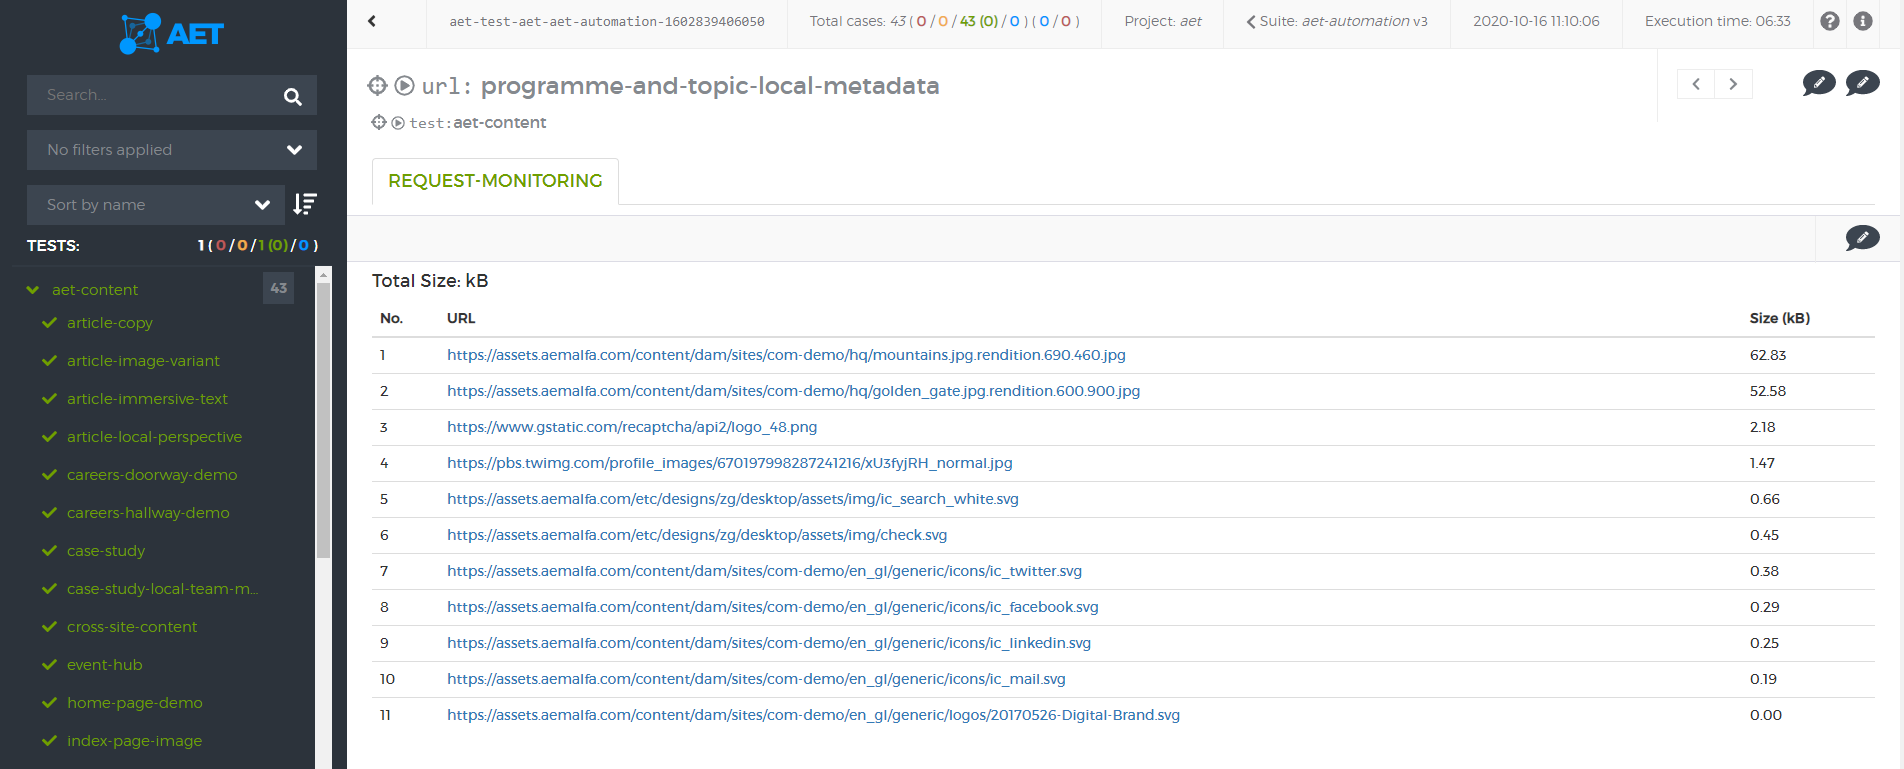 AET
Search...
No filters applied
Sort by name
TESTS: 1 ( 0 / 0 / 1 (0) / 0 )
aet-content 43
article-copy
article-image-variant
article-immersive-text
article-local-perspective
careers-doorway-demo
careers-hallway-demo
case-study
case-study-local-team-m...
cross-site-content
event-hub
home-page-demo
index-page-image
aet-test-aet-aet-automation-1602839406050 Total cases: 43 ( 0 / 0 / 43 (0) / 0 ) ( 0 / 0 ) Project: aet Suite: aet-automation v3 2020-10-16 11:10:06 Execution time: 06:33
url: programme-and-topic-local-metadata
test: aet-content
REQUEST-MONITORING
Total Size: kB
No. URL Size (kB)
1 https://assets.aemalfa.com/content/dam/sites/com-demo/hq/mountains.jpg.rendition.690.460.jpg 62.83
2 https://assets.aemalfa.com/content/dam/sites/com-demo/hq/golden_gate.jpg.rendition.600.900.jpg 52.58
3 https://www.gstatic.com/recaptcha/api2/logo_48.png 2.18
4 https://pbs.twimg.com/profile_images/670197998287241216/xU3fyjRH_normal.jpg 1.47
5 https://assets.aemalfa.com/etc/designs/zg/desktop/assets/img/ic_search_white.svg 0.66
6 https://assets.aemalfa.com/etc/designs/zg/desktop/assets/img/check.svg 0.45
7 https://assets.aemalfa.com/content/dam/sites/com-demo/en_gl/generic/icons/ic_twitter.svg 0.38
8 https://assets.aemalfa.com/content/dam/sites/com-demo/en_gl/generic/icons/ic_facebook.svg 0.29
9 https://assets.aemalfa.com/content/dam/sites/com-demo/en_gl/generic/icons/ic_linkedin.svg 0.25
10 https://assets.aemalfa.com/content/dam/sites/com-demo/en_gl/generic/icons/ic_mail.svg 0.19
11 https://assets.aemalfa.com/content/dam/sites/com-demo/en_gl/generic/logos/20170526-Digital-Brand.svg 0.00